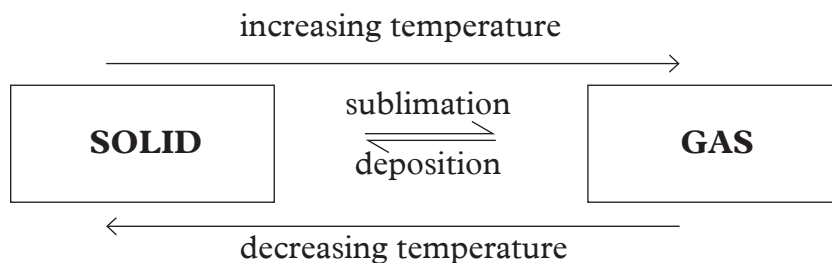 increasing temperature
sublimation
SOLID
GAS
deposition
decreasing temperature